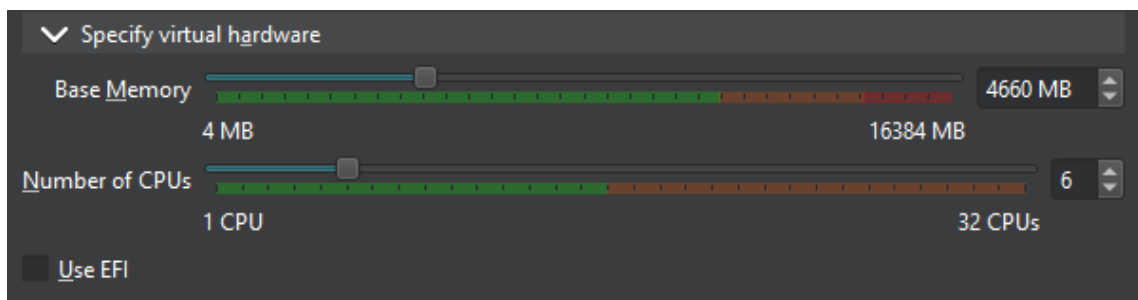 Specify virtual hardware
Base Memory 4660 MB
4 MB 16384 MB
Number of CPUs 6
1 CPU 32 CPUs
Use EFI